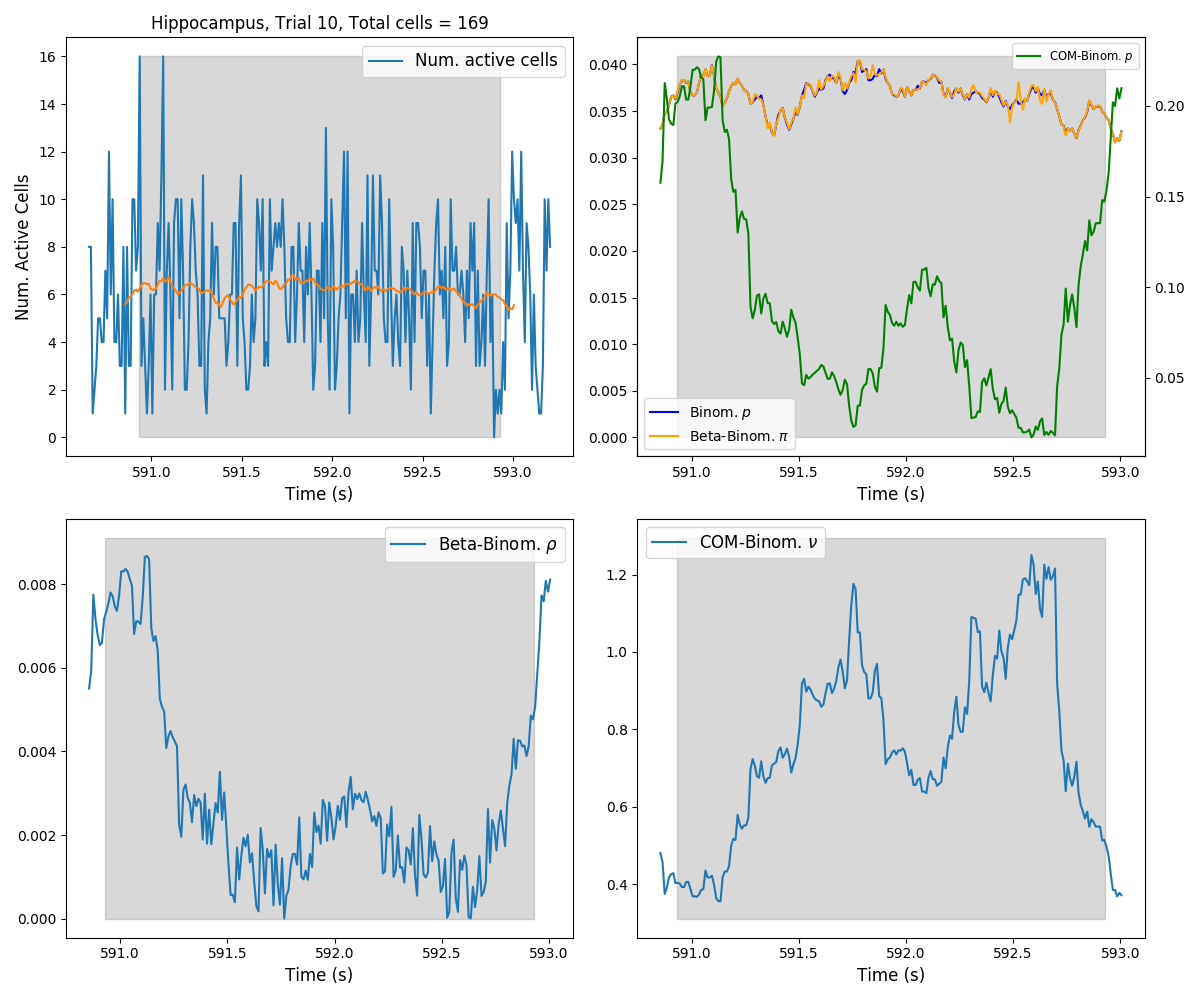 Hippocampus, Trial 10, Total cells = 169
Num. active cells
16
14
12
10
8
6
4
2
0
Num. Active Cells
591.0 591.5 592.0 592.5 593.0
Time (s)
COM-Binom. p
0.040
0.035
0.030
0.025
0.020
0.015
0.010
0.005
0.000
0.20
0.15
0.10
0.05
Binom. p
Beta-Binom. π
591.0 591.5 592.0 592.5 593.0
Time (s)
Beta-Binom. ρ
0.008
0.006
0.004
0.002
0.000
591.0 591.5 592.0 592.5 593.0
Time (s)
COM-Binom. ν
1.2
1.0
0.8
0.6
0.4
591.0 591.5 592.0 592.5 593.0
Time (s)